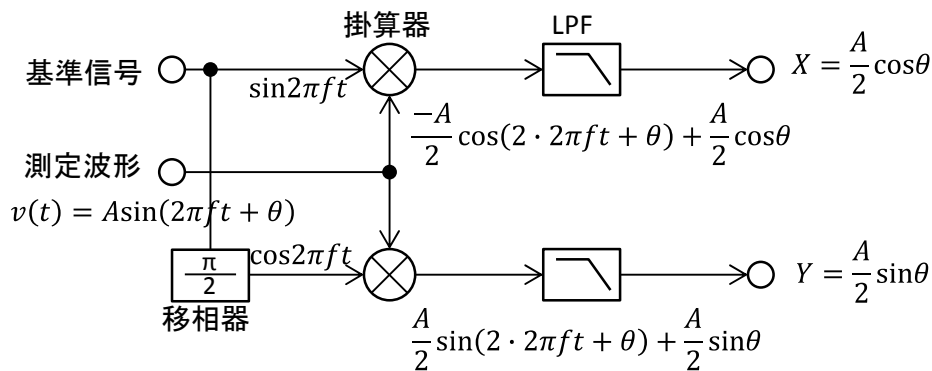 掛算器
LPF
基準信号
sin2πft
X = A/2 cosθ
-A/2 cos(2・2πft + θ) + A/2 cosθ
測定波形
v(t) = Asin(2πft + θ)
π/2
cos2πft
Y = A/2 sinθ
移相器
A/2 sin(2・2πft + θ) + A/2 sinθ